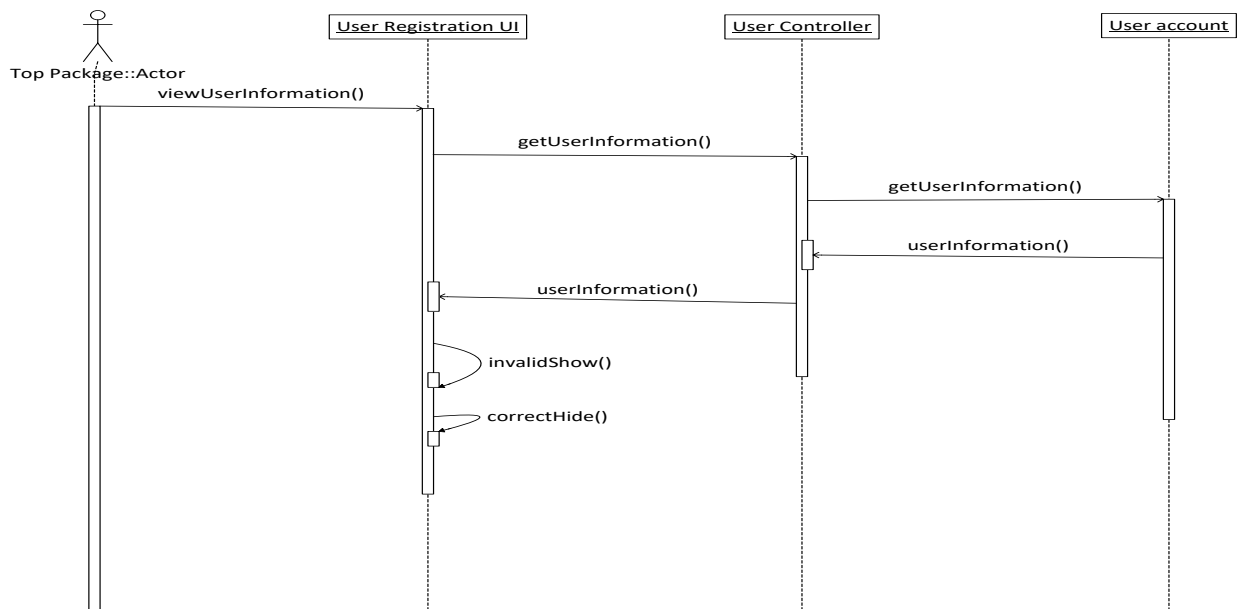 User Registration UI
User Controller
User account
Top Package::Actor
viewUserInformation()
getUserInformation()
getUserInformation()
userInformation()
userInformation()
invalidShow()
correctHide()